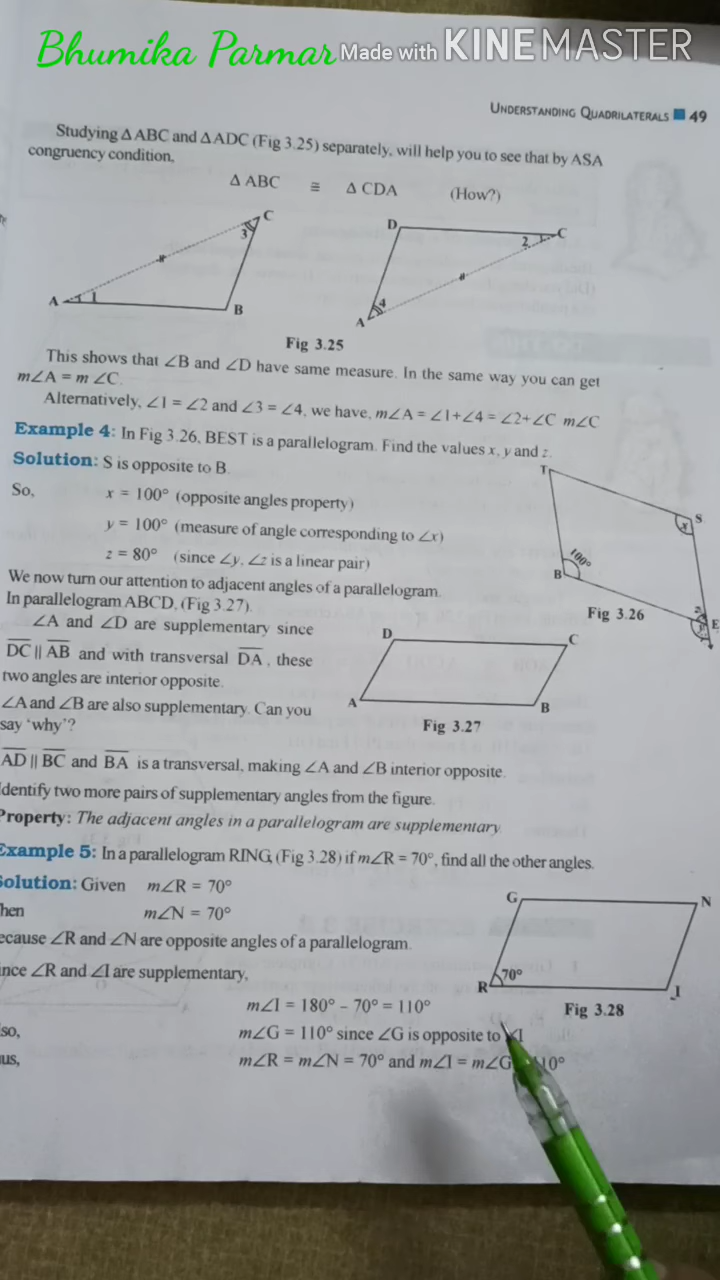 Bhumika Parmar Made with KINEMASTER
UNDERSTANDING QUADRILATERALS 49
Studying Δ ABC and Δ ADC (Fig 3.25) separately, will help you to see that by ASA
congruency condition,
Δ ABC ≅ Δ CDA (How?)
C
3
A 1
B
D
C
2
4
A
Fig 3.25
This shows that ∠B and ∠D have same measure. In the same way you can get
m∠A = m ∠C.
Alternatively, ∠1 = ∠2 and ∠3 = ∠4, we have, m∠A = ∠1+∠4 = ∠2+∠C m∠C
Example 4: In Fig 3.26, BEST is a parallelogram. Find the values x, y and z.
Solution: S is opposite to B.
So, x = 100° (opposite angles property)
y = 100° (measure of angle corresponding to ∠x)
z = 80° (since ∠y, ∠z is a linear pair)
T
S
x
100°
B
z
y
E
Fig 3.26
We now turn our attention to adjacent angles of a parallelogram.
In parallelogram ABCD, (Fig 3.27).
∠A and ∠D are supplementary since
DC || AB and with transversal DA, these
two angles are interior opposite.
∠A and ∠B are also supplementary. Can you
say 'why'?
D
C
A
B
Fig 3.27
AD || BC and BA is a transversal, making ∠A and ∠B interior opposite.
dentify two more pairs of supplementary angles from the figure.
Property: The adjacent angles in a parallelogram are supplementary.
Example 5: In a parallelogram RING, (Fig 3.28) if m∠R = 70°, find all the other angles.
Solution: Given m∠R = 70°
hen m∠N = 70°
ecause ∠R and ∠N are opposite angles of a parallelogram.
nce ∠R and ∠I are supplementary,
m∠I = 180° – 70° = 110°
so, m∠G = 110° since ∠G is opposite to ∠I
us, m∠R = m∠N = 70° and m∠I = m∠G 10°
G
N
R 70°
I
Fig 3.28